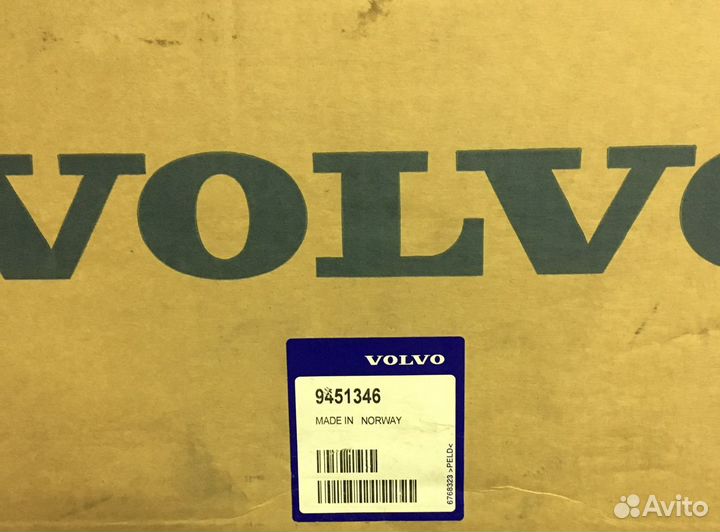 VOLVO
VOLVO
9451346
MADE IN NORWAY
6768323 >PELD<
Avito